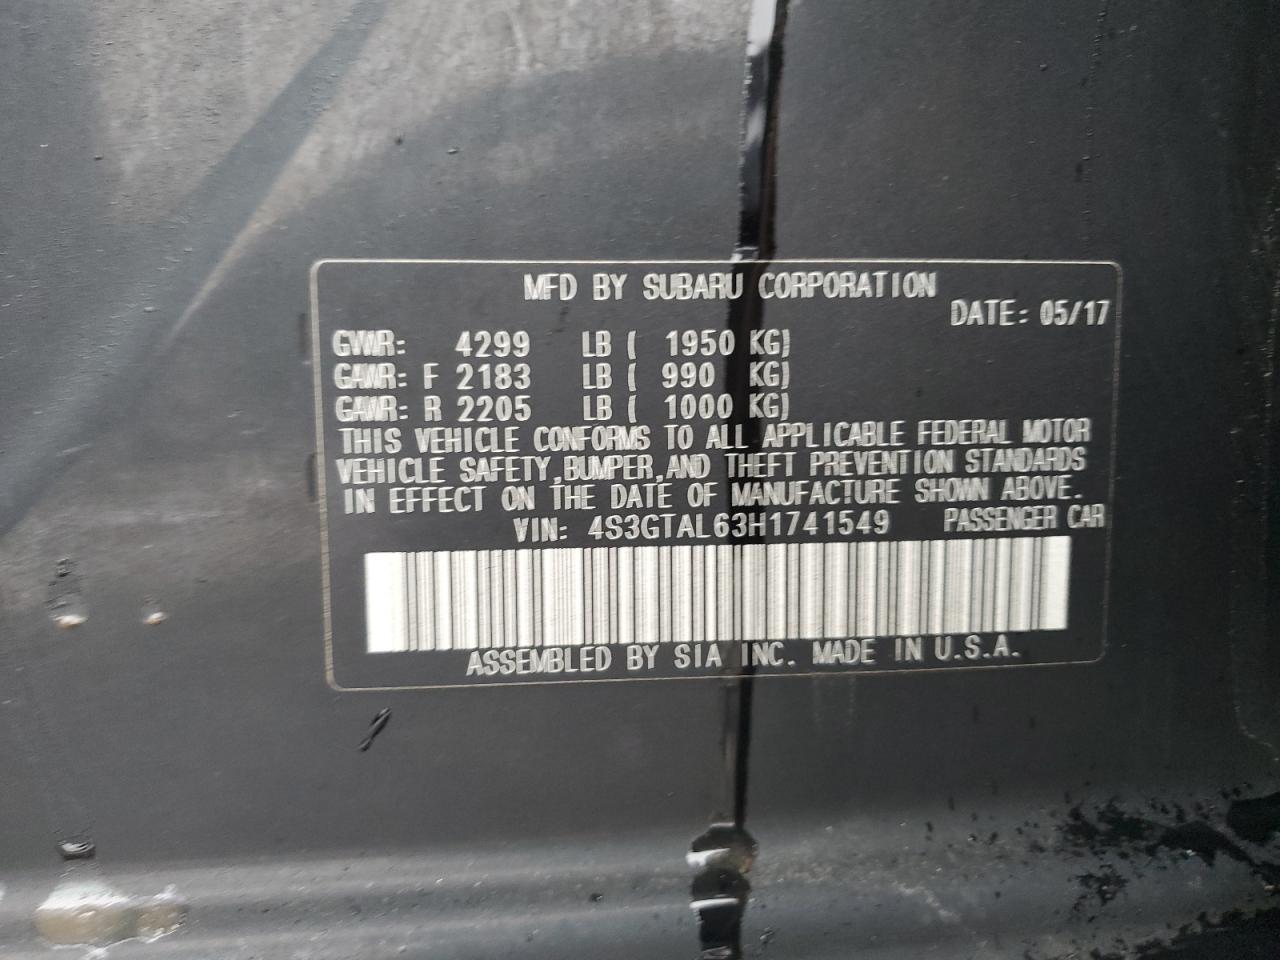 MFD BY SUBARU CORPORATION
DATE: 05/17
GVWR: 4299 LB ( 1950 KG)
GAWR: F 2183 LB ( 990 KG)
GAWR: R 2205 LB ( 1000 KG)
THIS VEHICLE CONFORMS TO ALL APPLICABLE FEDERAL MOTOR
VEHICLE SAFETY,BUMPER,AND THEFT PREVENTION STANDARDS
IN EFFECT ON THE DATE OF MANUFACTURE SHOWN ABOVE.
VIN: 4S3GTAL63H1741549 PASSENGER CAR
ASSEMBLED BY SIA INC. MADE IN U.S.A.